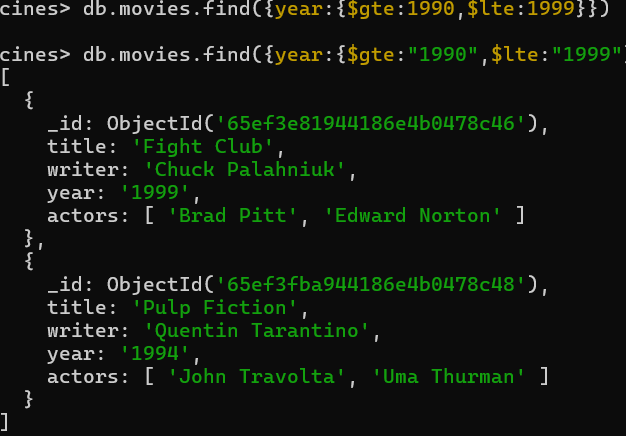 cines> db.movies.find({year:{$gte:1990,$lte:1999}})
cines> db.movies.find({year:{$gte:"1990",$lte:"1999"}
[
  {
    _id: ObjectId('65ef3e81944186e4b0478c46'),
    title: 'Fight Club',
    writer: 'Chuck Palahniuk',
    year: '1999',
    actors: [ 'Brad Pitt', 'Edward Norton' ]
  },
  {
    _id: ObjectId('65ef3fba944186e4b0478c48'),
    title: 'Pulp Fiction',
    writer: 'Quentin Tarantino',
    year: '1994',
    actors: [ 'John Travolta', 'Uma Thurman' ]
  }
]